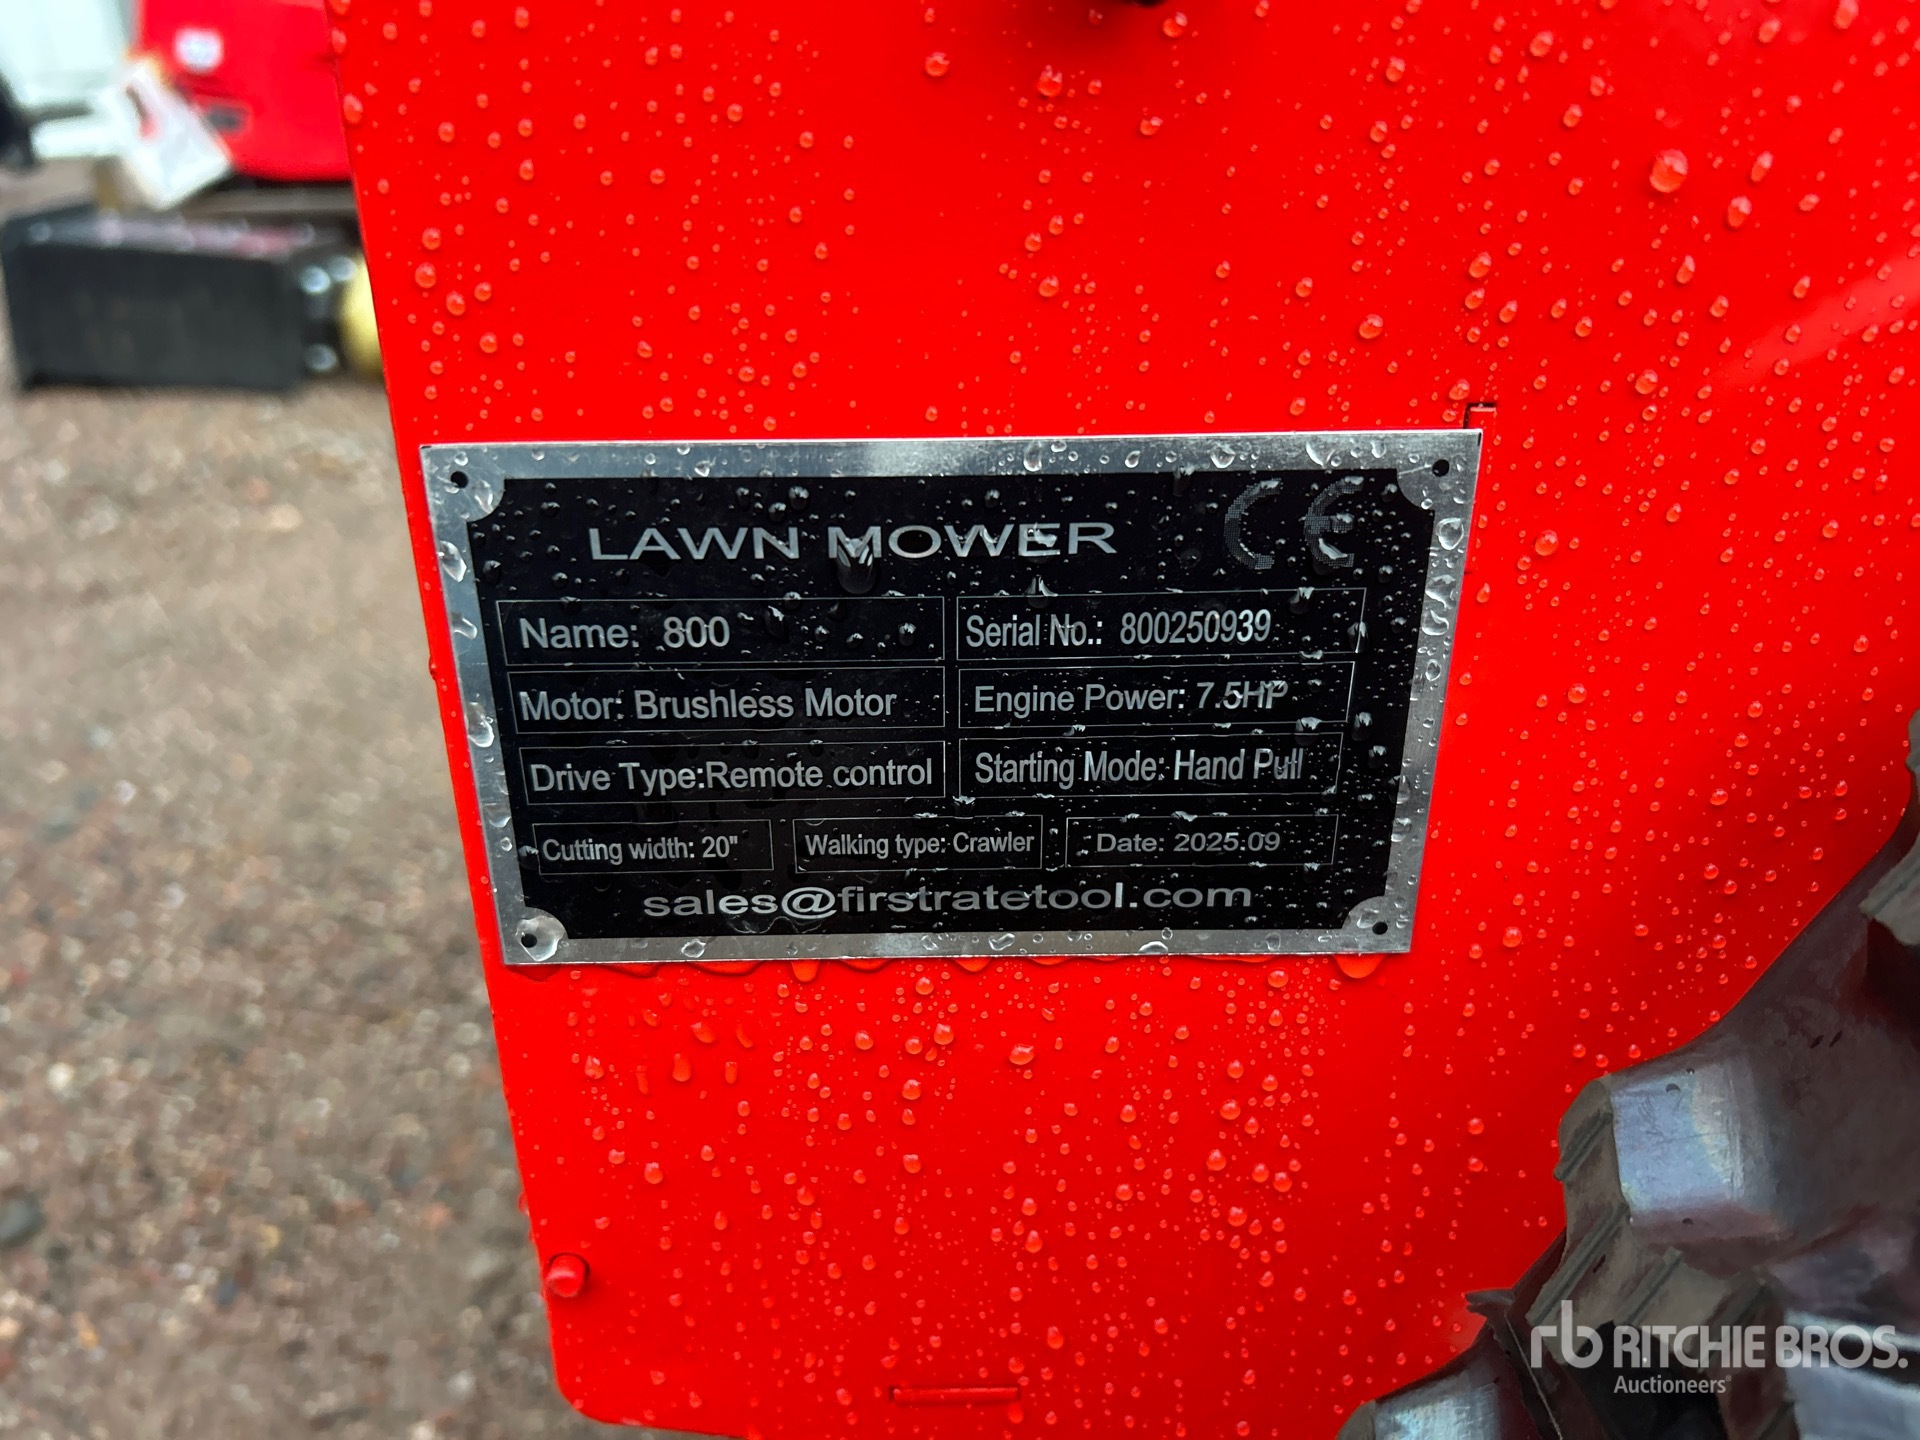 LAWN MOWER CE
Name: 800 Serial No.: 800250939
Motor: Brushless Motor Engine Power: 7.5HP
Drive Type:Remote control Starting Mode: Hand Pull
Cutting width: 20" Walking type: Crawler Date: 2025.09
sales@firstratetool.com
rb RITCHIE BROS.
Auctioneers